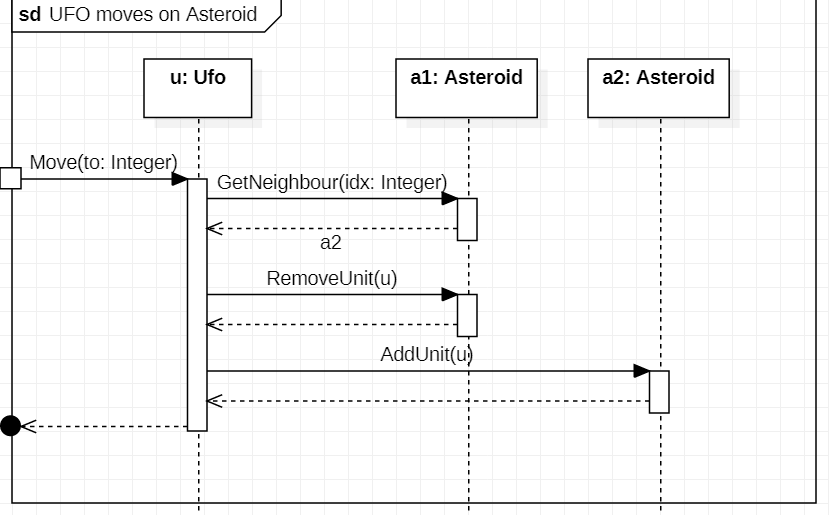 sd UFO moves on Asteroid
u: Ufo
a1: Asteroid
a2: Asteroid
Move(to: Integer)
GetNeighbour(idx: Integer)
a2
RemoveUnit(u)
AddUnit(u)